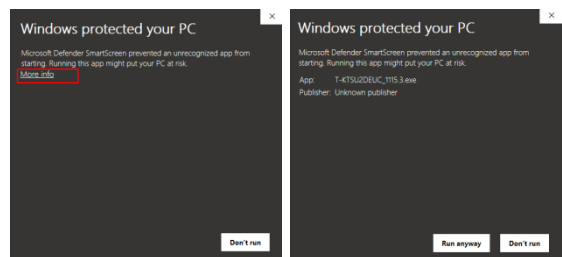 Windows protected your PC
Microsoft Defender SmartScreen prevented an unrecognized app from
starting. Running this app might put your PC at risk.
More info
Don't run
Windows protected your PC
Microsoft Defender SmartScreen prevented an unrecognized app from
starting. Running this app might put your PC at risk.
App: T-KTSU2DEUC_1115.3.exe
Publisher: Unknown publisher
Run anyway Don't run